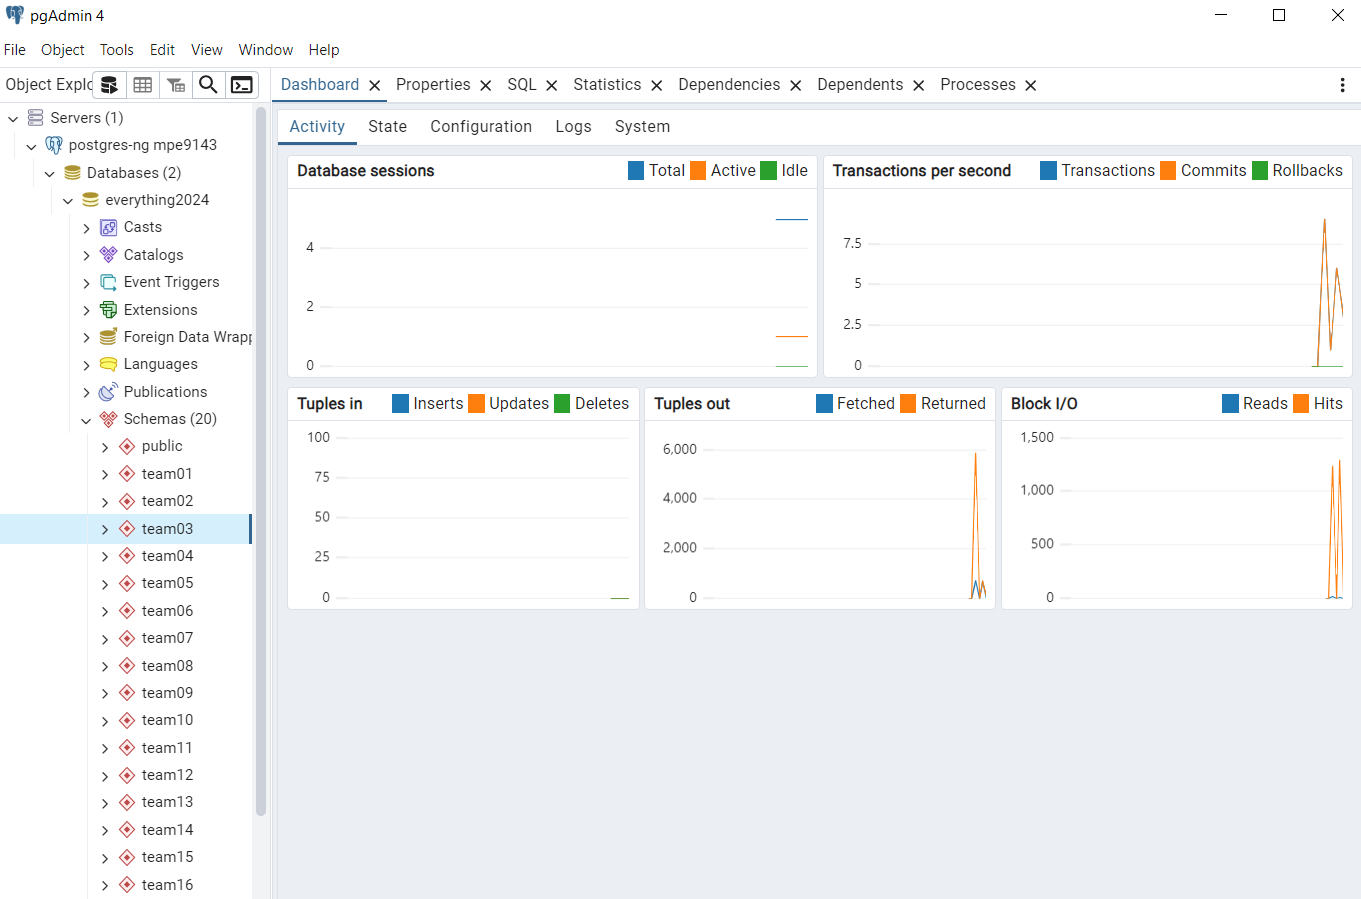 pgAdmin 4
File Object Tools Edit View Window Help
Object Explo
Dashboard Properties SQL Statistics Dependencies Dependents Processes
Servers (1)
postgres-ng mpe9143
Databases (2)
everything2024
Casts
Catalogs
Event Triggers
Extensions
Foreign Data Wrapp
Languages
Publications
Schemas (20)
public
team01
team02
team03
team04
team05
team06
team07
team08
team09
team10
team11
team12
team13
team14
team15
team16
Activity State Configuration Logs System
Database sessions Total Active Idle
4
2
0
Transactions per second Transactions Commits Rollbacks
7.5
5
2.5
0
Tuples in Inserts Updates Deletes
100
75
50
25
0
Tuples out Fetched Returned
6,000
4,000
2,000
0
Block I/O Reads Hits
1,500
1,000
500
0